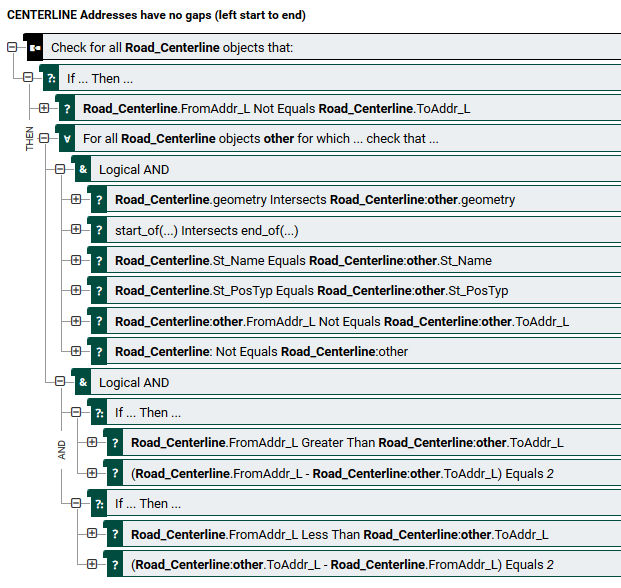 CENTERLINE Addresses have no gaps (left start to end)
Check for all Road_Centerline objects that:
?: If ... Then ...
? Road_Centerline.FromAddr_L Not Equals Road_Centerline.ToAddr_L
THEN
∀ For all Road_Centerline objects other for which ... check that ...
& Logical AND
? Road_Centerline.geometry Intersects Road_Centerline:other.geometry
? start_of(...) Intersects end_of(...)
? Road_Centerline.St_Name Equals Road_Centerline:other.St_Name
? Road_Centerline.St_PosTyp Equals Road_Centerline:other.St_PosTyp
? Road_Centerline:other.FromAddr_L Not Equals Road_Centerline:other.ToAddr_L
? Road_Centerline: Not Equals Road_Centerline:other
& Logical AND
?: If ... Then ...
AND
? Road_Centerline.FromAddr_L Greater Than Road_Centerline:other.ToAddr_L
? (Road_Centerline.FromAddr_L - Road_Centerline:other.ToAddr_L) Equals 2
?: If ... Then ...
? Road_Centerline.FromAddr_L Less Than Road_Centerline:other.ToAddr_L
? (Road_Centerline:other.ToAddr_L - Road_Centerline.FromAddr_L) Equals 2